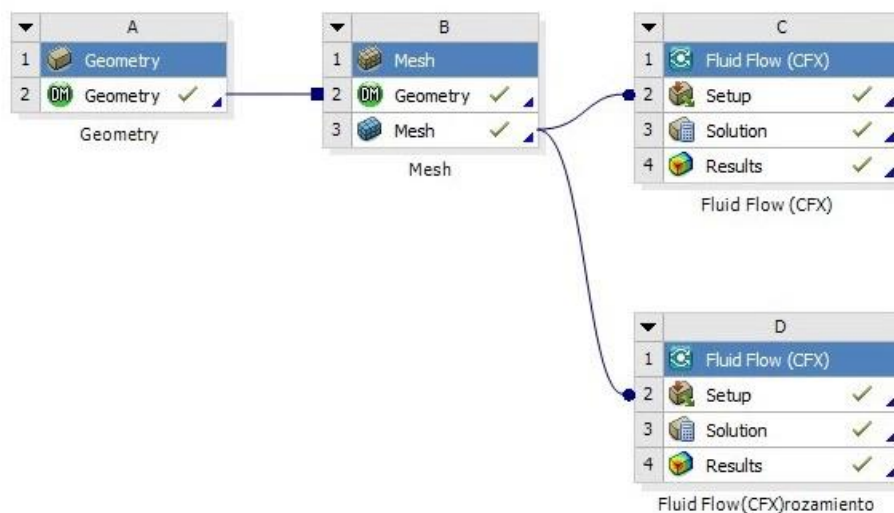 A
1 Geometry
2 DM Geometry
Geometry
B
1 Mesh
2 DM Geometry
3 Mesh
Mesh
C
1 Fluid Flow (CFX)
2 Setup
3 Solution
4 Results
Fluid Flow (CFX)
D
1 Fluid Flow (CFX)
2 Setup
3 Solution
4 Results
Fluid Flow(CFX)rozamiento